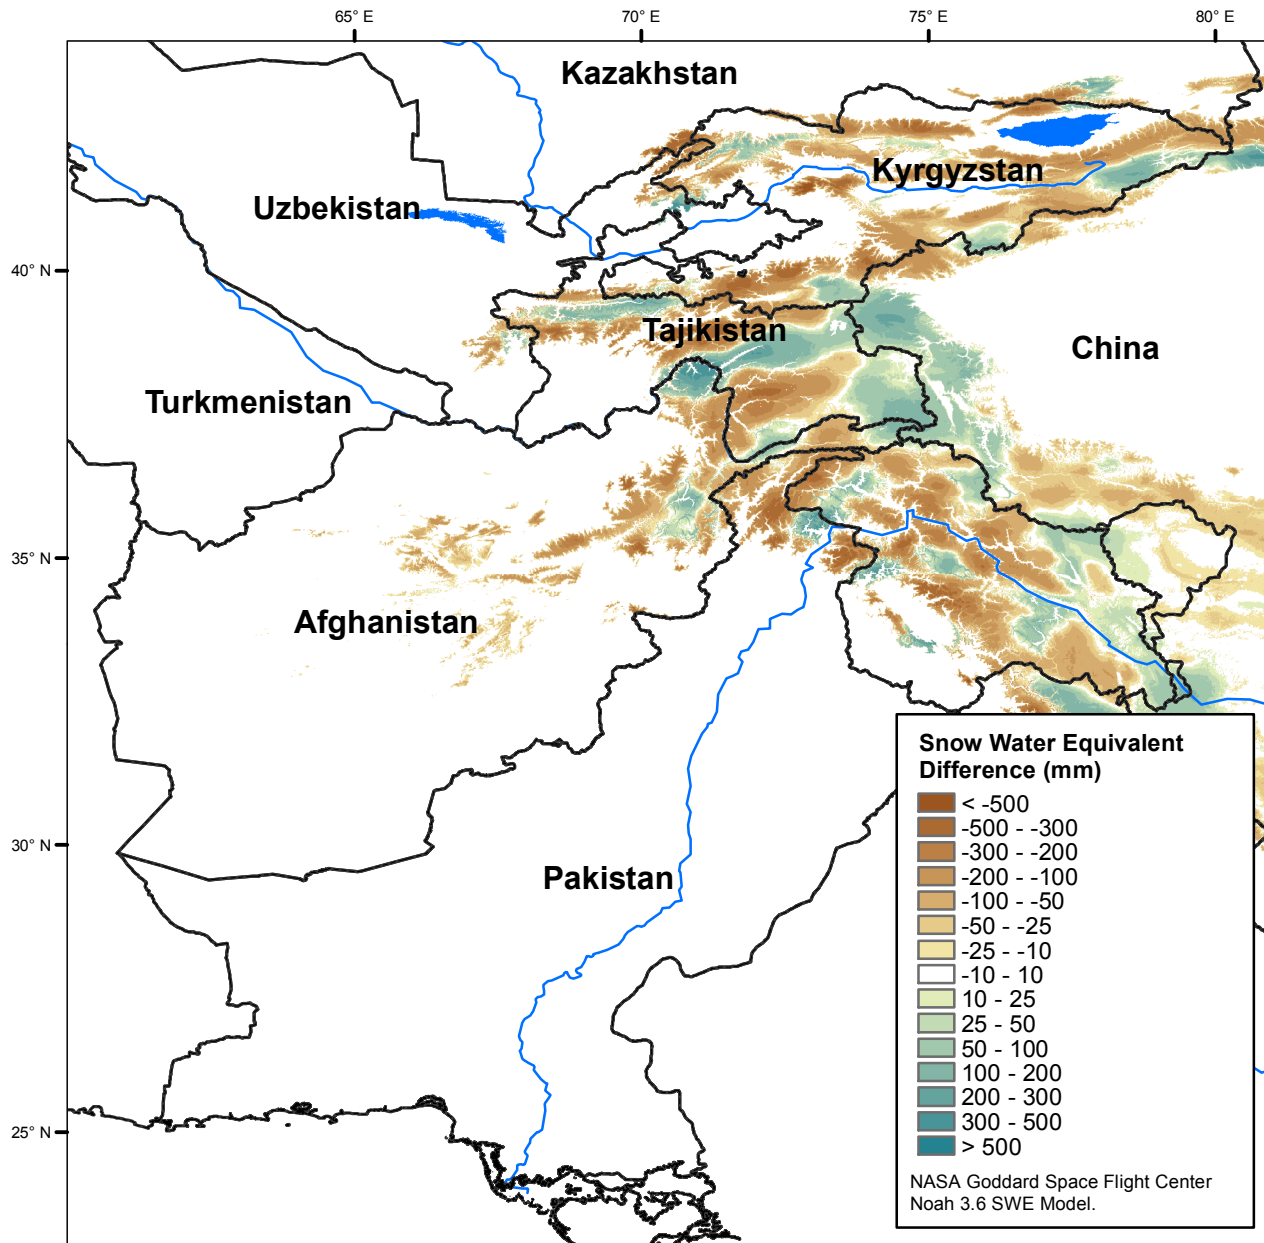 65° E
70° E
75° E
80° E
Kazakhstan
Kyrgyzstan
Uzbekistan
40° N
Tajikistan
China
Turkmenistan
35° N
Afghanistan
Snow Water Equivalent
Difference (mm)
< -500
-500 - -300
-300 - -200
-200 - -100
-100 - -50
-50 - -25
-25 - -10
-10 - 10
10 - 25
25 - 50
50 - 100
100 - 200
200 - 300
300 - 500
> 500
NASA Goddard Space Flight Center
Noah 3.6 SWE Model.
30° N
Pakistan
25° N